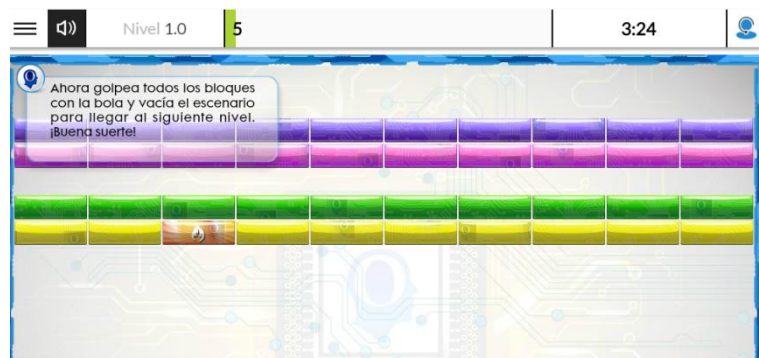 Nivel 1.0
5
3:24
Ahora golpea todos los bloques
con la bola y vacía el escenario
para llegar al siguiente nivel.
¡Buena suerte!